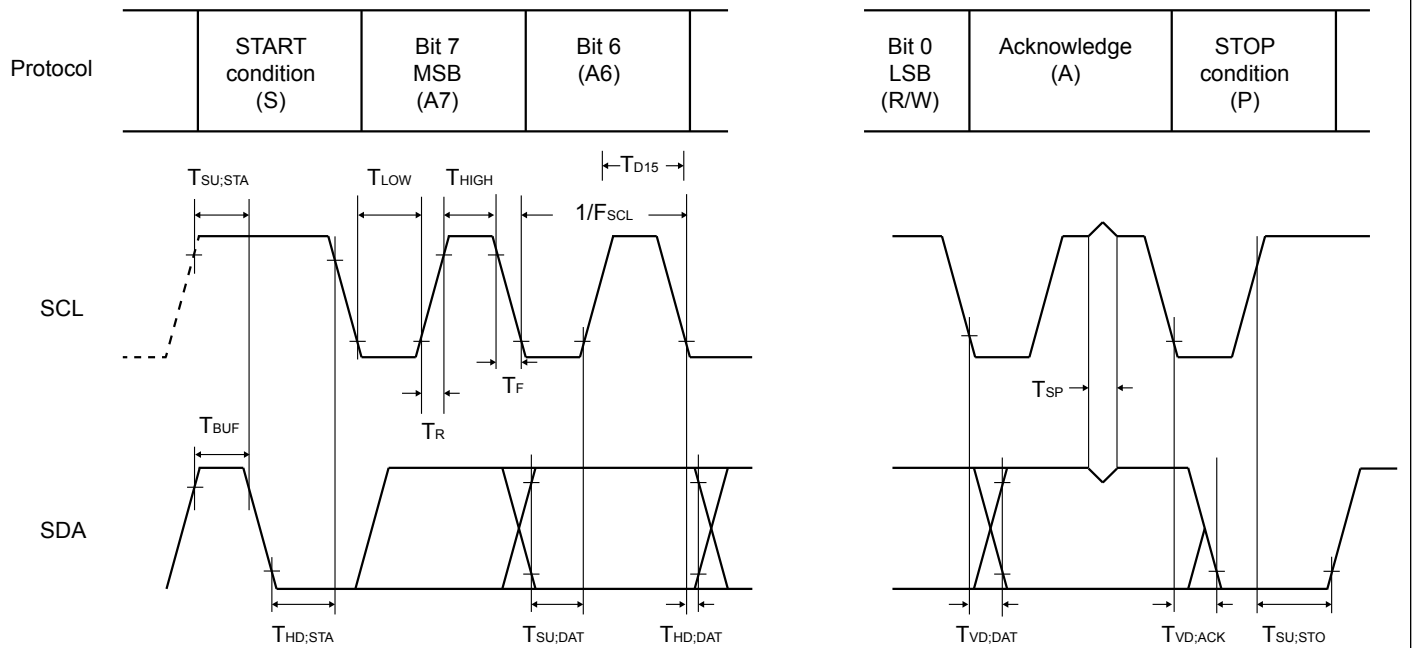 Protocol
START
condition
(S)
Bit 7
MSB
(A7)
Bit 6
(A6)
Bit 0
LSB
(R/W)
Acknowledge
(A)
STOP
condition
(P)
TSU;STA
TLOW
THIGH
TD15
1/FSCL
SCL
TF
TR
TSP
TBUF
SDA
THD;STA
TSU;DAT
THD;DAT
TVD;DAT
TVD;ACK
TSU;STO